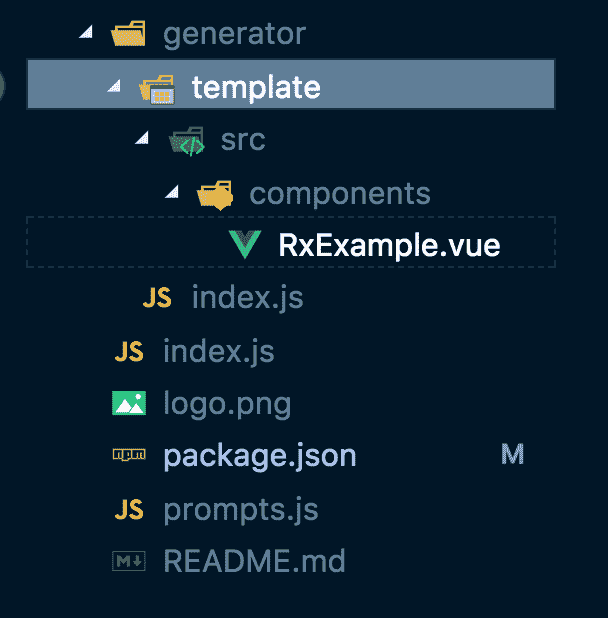 generator
template
src
components
RxExample.vue
JS index.js
JS index.js
logo.png
package.json M
JS prompts.js
M↓ README.md